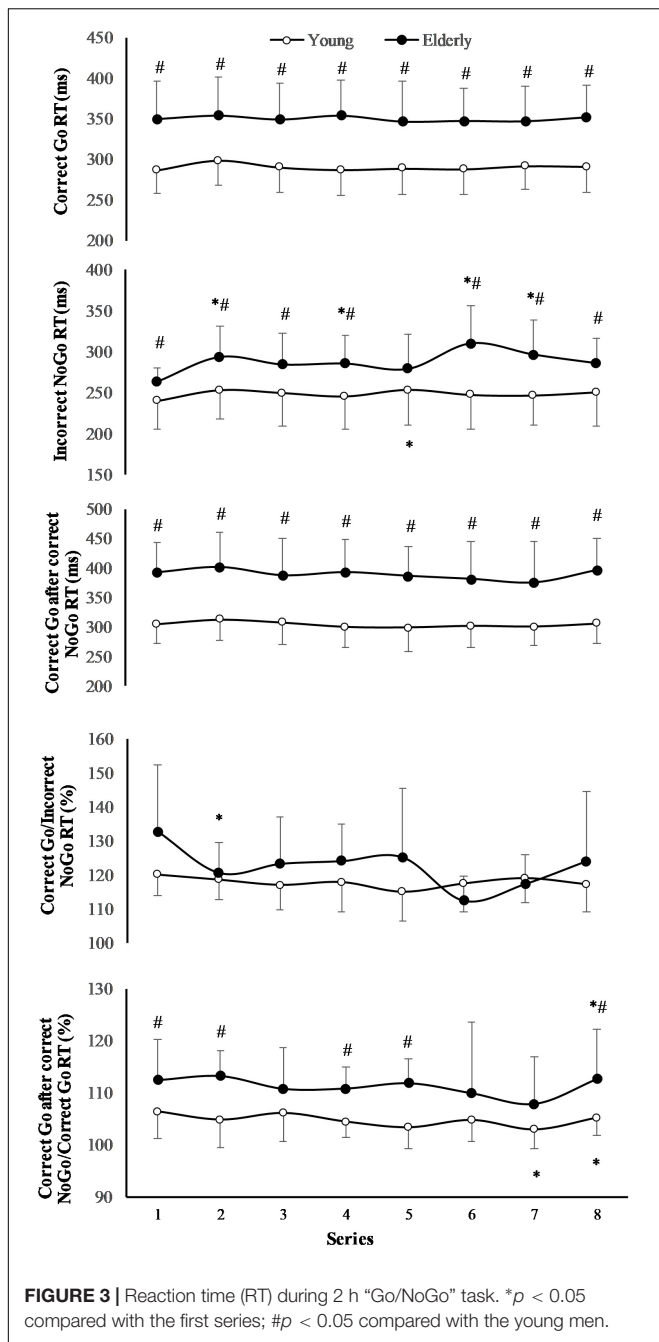 Young Elderly
450
# # # # # # # #
400
350
300
250
200
Correct Go RT (ms)
400
# *# # *# *# *# #
350
300
250
200
150
*
Incorrect NoGo RT (ms)
500
# # # # # # # #
450
400
350
300
250
200
Correct Go after correct
NoGo RT (ms)
160
150
140
130
120
110
100
*
Correct Go/Incorrect
NoGo RT (%)
130
# # # # *#
120
110
100
90
* *
Correct Go after correct
NoGo/Correct Go RT (%)
1 2 3 4 5 6 7 8
Series
FIGURE 3 | Reaction time (RT) during 2 h “Go/NoGo” task. *p < 0.05
compared with the first series; #p < 0.05 compared with the young men.